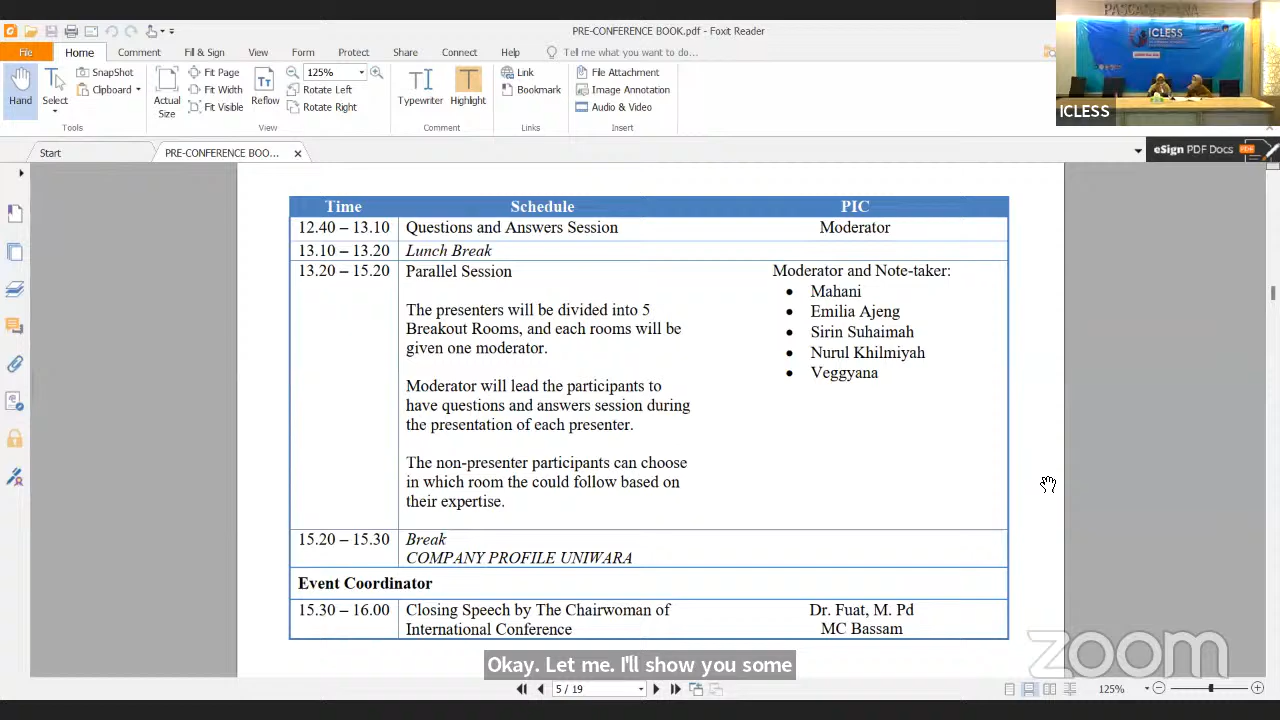 PRE-CONFERENCE BOOK.pdf - Foxit Reader
File Home Comment Fill & Sign View Form Protect Share Connect Help Tell me what you want to do...
Hand
Select
SnapShot
Clipboard
Tools
Actual Size
Fit Page
Fit Width
Fit Visible
Reflow
125%
Rotate Left
Rotate Right
View
Typewriter
Highlight
Comment
Link
Bookmark
Links
File Attachment
Image Annotation
Audio & Video
Insert
PASCASARJANA
ICLESS
ICLESS
Start
PRE-CONFERENCE BOO...
eSign PDF Docs
Time Schedule PIC
12.40 – 13.10 Questions and Answers Session Moderator
13.10 – 13.20 Lunch Break
13.20 – 15.20 Parallel Session Moderator and Note-taker:
• Mahani
The presenters will be divided into 5 • Emilia Ajeng
Breakout Rooms, and each rooms will be • Sirin Suhaimah
given one moderator. • Nurul Khilmiyah
• Veggyana
Moderator will lead the participants to
have questions and answers session during
the presentation of each presenter.
The non-presenter participants can choose
in which room the could follow based on
their expertise.
15.20 – 15.30 Break
COMPANY PROFILE UNIWARA
Event Coordinator
15.30 – 16.00 Closing Speech by The Chairwoman of Dr. Fuat, M. Pd
International Conference MC Bassam
Okay. Let me. I'll show you some
zoom
5 / 19
125%